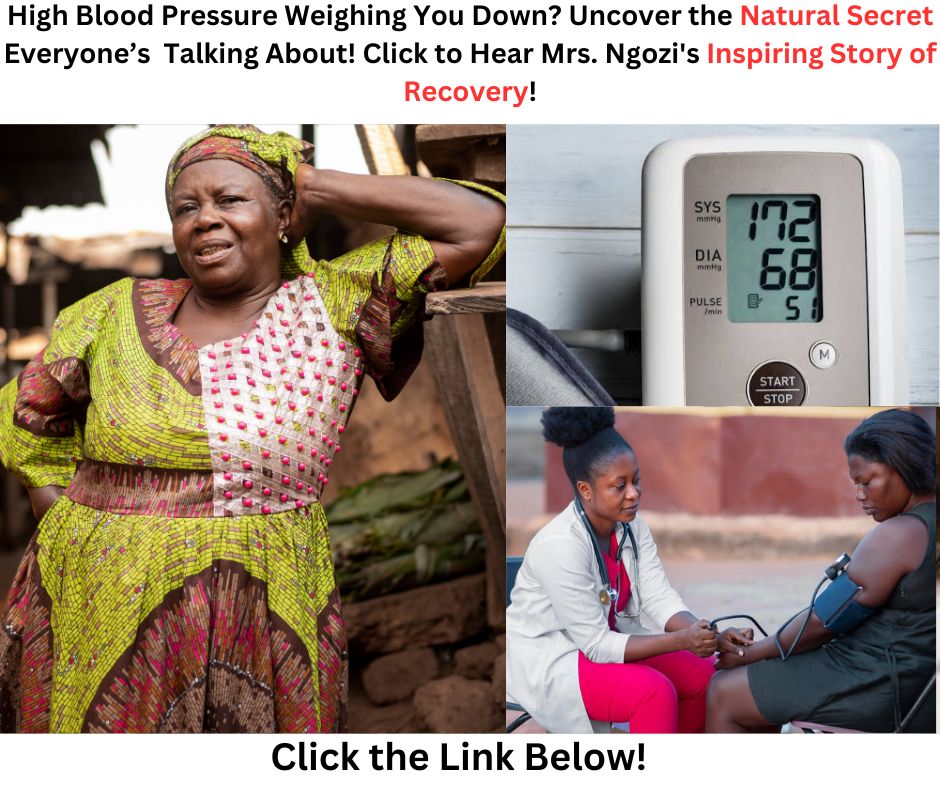 High Blood Pressure Weighing You Down? Uncover the Natural Secret
Everyone’s  Talking About! Click to Hear Mrs. Ngozi's Inspiring Story of
Recovery!
SYS
mmHg
172
DIA
mmHg
68
PULSE
/min
51
M
START
STOP
Click the Link Below!